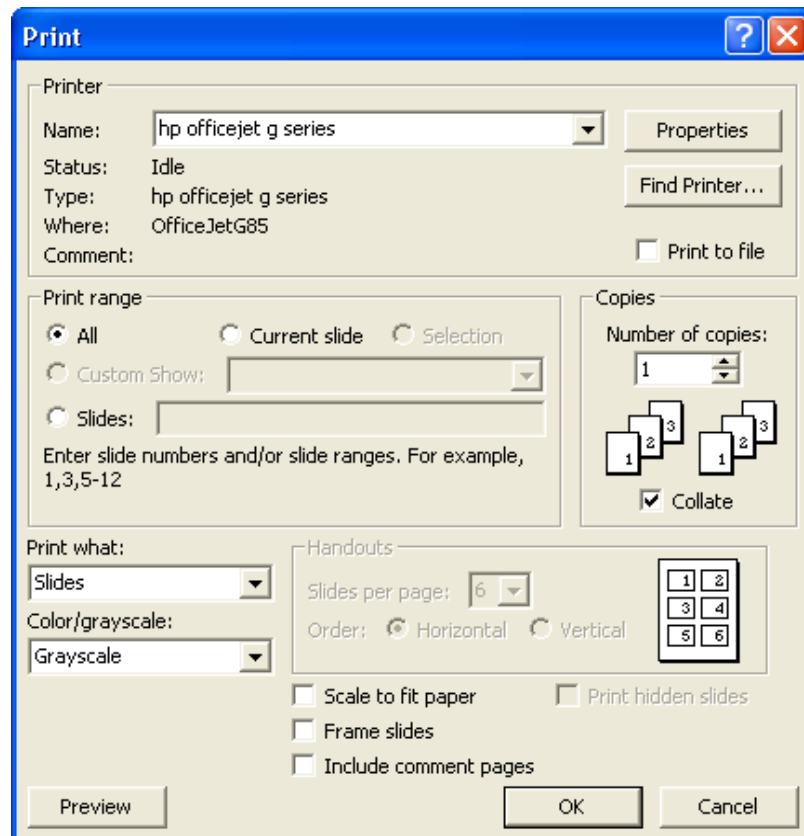 Print
?
Printer
Name: hp officejet g series Properties
Status: Idle
Type: hp officejet g series Find Printer...
Where: OfficeJetG85
Comment: Print to file
Print range
All Current slide Selection
Custom Show:
Slides:
Enter slide numbers and/or slide ranges. For example,
1,3,5-12
Copies
Number of copies:
1
1 2 3 1 2 3
Collate
Print what:
Slides
Color/grayscale:
Grayscale
Handouts
Slides per page: 6
Order: Horizontal Vertical
1 2
3 4
5 6
Scale to fit paper Print hidden slides
Frame slides
Include comment pages
Preview OK Cancel